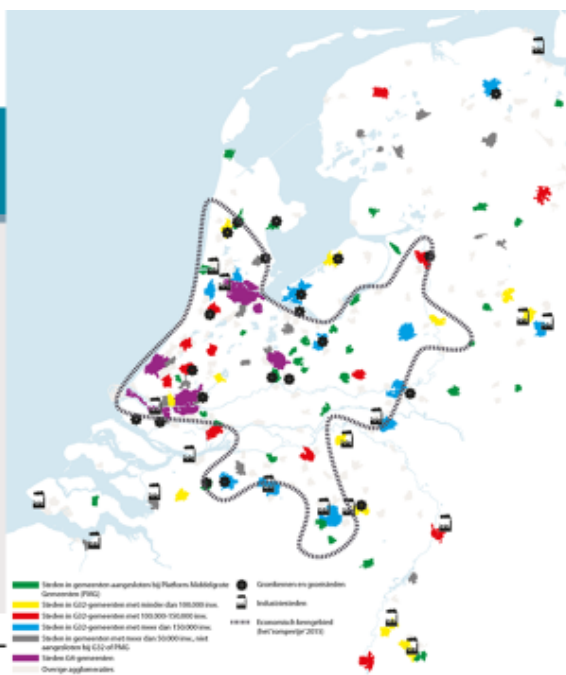 Steden in gemeenten aangesloten bij Platform Middelgrote
Gemeenten (PMG)
Steden in G32-gemeenten met minder dan 100.000 inw.
Steden in G32-gemeenten met 100.000-150.000 inw.
Steden in G32-gemeenten met meer dan 150.000 inw.
Steden in gemeenten met meer dan 50.000 inw., niet
aangesloten bij G32 of PMG
Steden G4-gemeenten
Overige agglomeraties
Groeikernen en groeisteden
Industriesteden
Economisch kerngebied